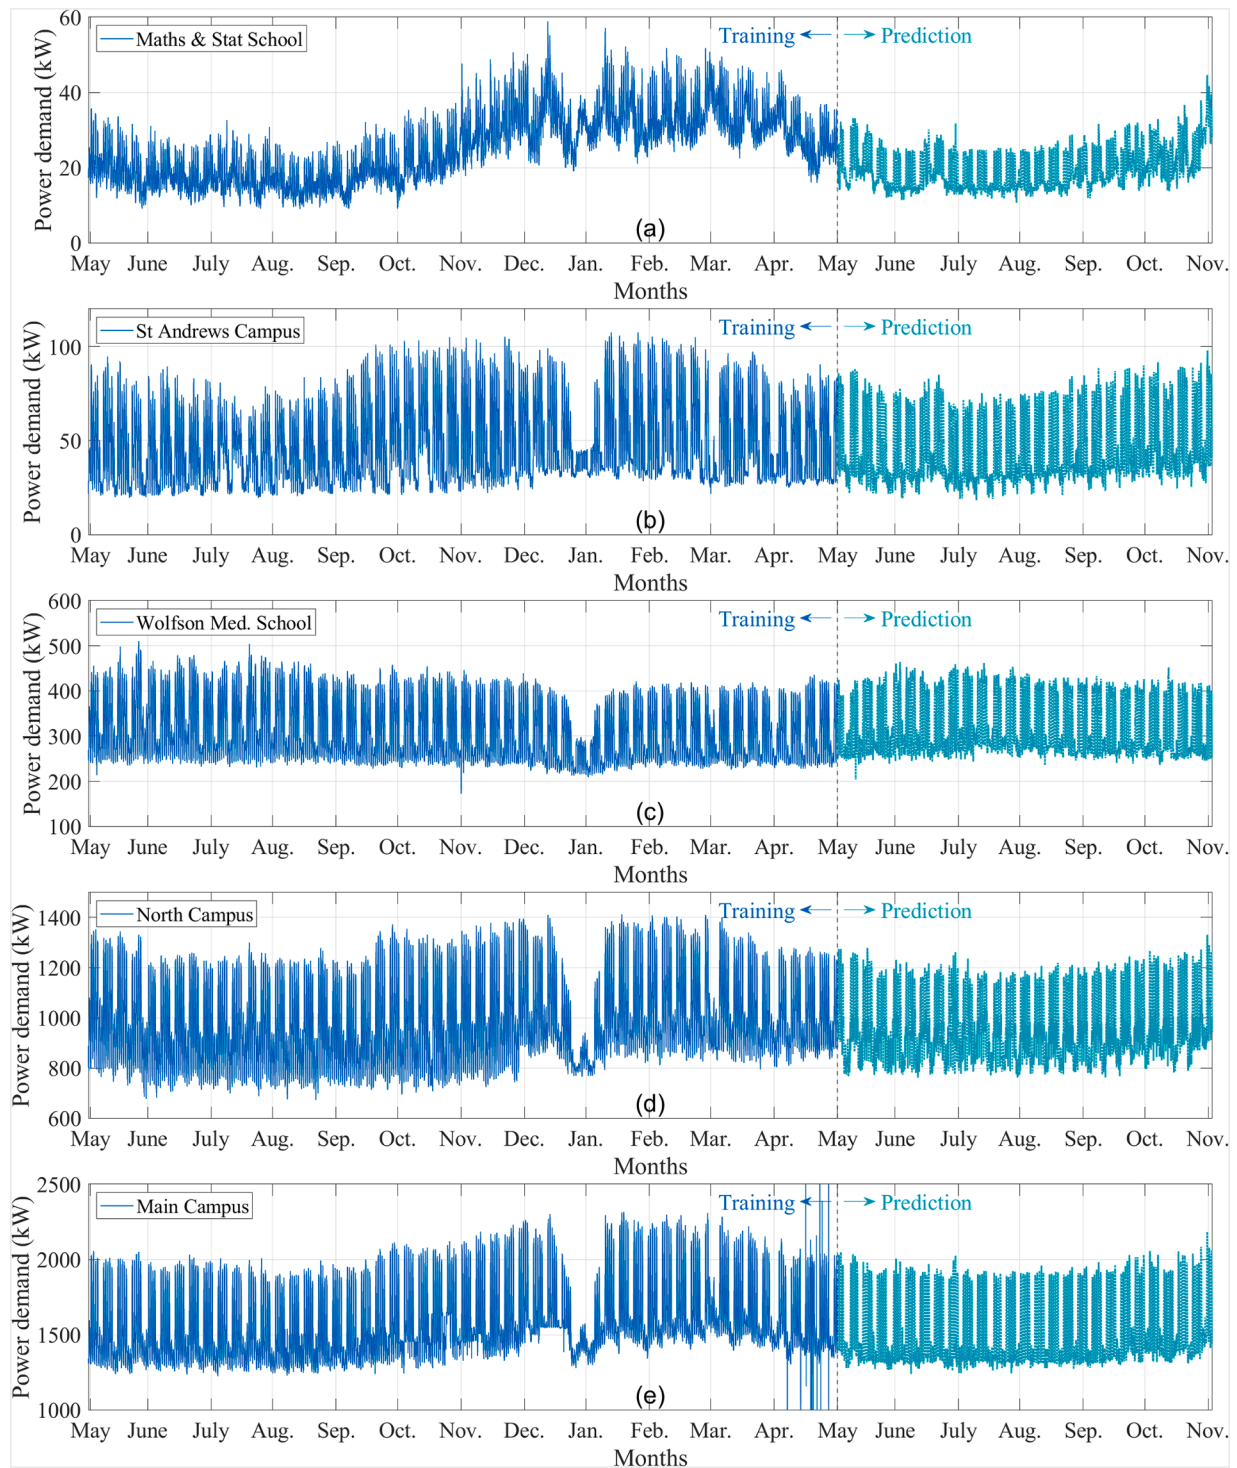 60
Maths & Stat School
Training
Prediction
40
20
0
Power demand (kW)
(a)
May June July Aug. Sep. Oct. Nov. Dec. Jan. Feb. Mar. Apr. May June July Aug. Sep. Oct. Nov.
Months
St Andrews Campus
Training
Prediction
100
50
0
Power demand (kW)
(b)
May June July Aug. Sep. Oct. Nov. Dec. Jan. Feb. Mar. Apr. May June July Aug. Sep. Oct. Nov.
Months
600
Wolfson Med. School
Training
Prediction
500
400
300
200
100
Power demand (kW)
(c)
May June July Aug. Sep. Oct. Nov. Dec. Jan. Feb. Mar. Apr. May June July Aug. Sep. Oct. Nov.
Months
North Campus
Training
Prediction
1400
1200
1000
800
600
Power demand (kW)
(d)
May June July Aug. Sep. Oct. Nov. Dec. Jan. Feb. Mar. Apr. May June July Aug. Sep. Oct. Nov.
Months
2500
Main Campus
Training
Prediction
2000
1500
1000
Power demand (kW)
(e)
May June July Aug. Sep. Oct. Nov. Dec. Jan. Feb. Mar. Apr. May June July Aug. Sep. Oct. Nov.
Months